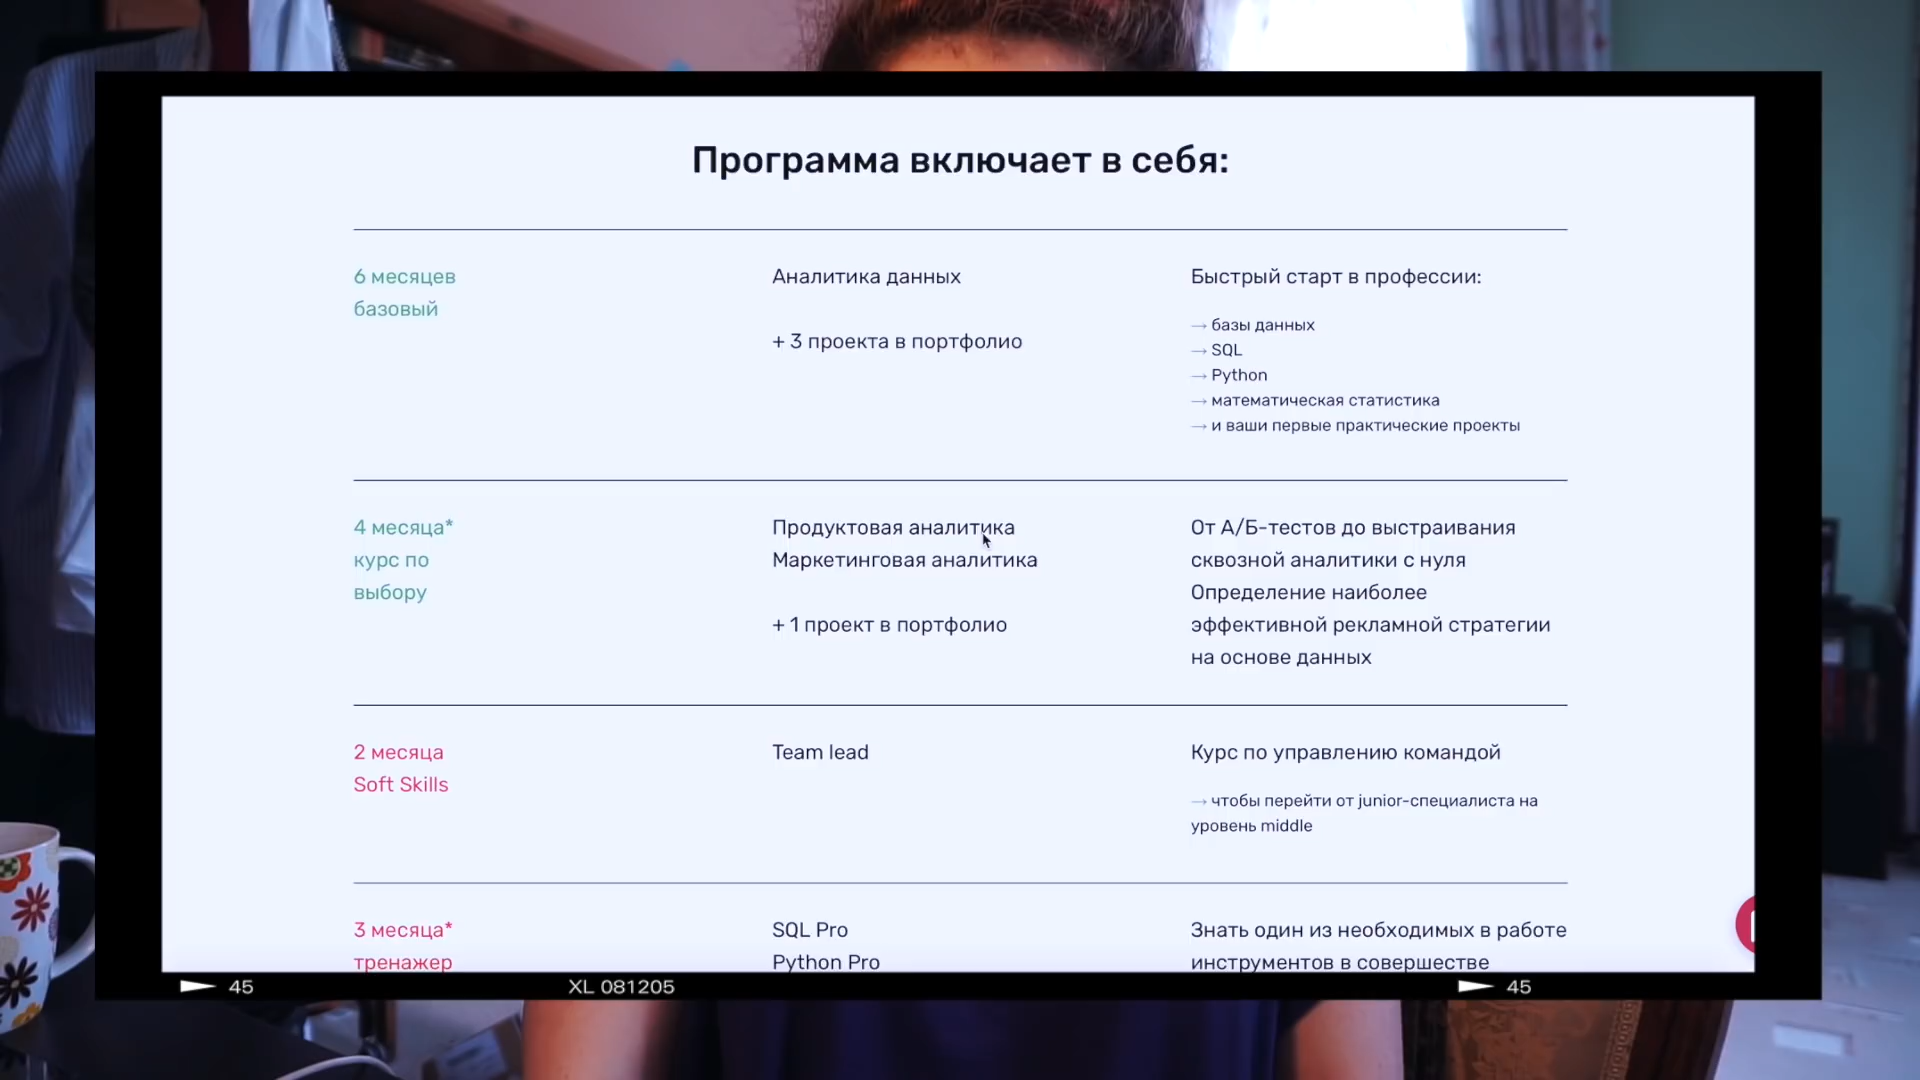 Программа включает в себя:
6 месяцев
базовый
Аналитика данных
+ 3 проекта в портфолио
Быстрый старт в профессии:
→ базы данных
→ SQL
→ Python
→ математическая статистика
→ и ваши первые практические проекты
4 месяца*
курс по
выбору
Продуктовая аналитика
Маркетинговая аналитика
+ 1 проект в портфолио
От А/Б-тестов до выстраивания
сквозной аналитики с нуля
Определение наиболее
эффективной рекламной стратегии
на основе данных
2 месяца
Soft Skills
Team lead
Курс по управлению командой
→ чтобы перейти от junior-специалиста на
уровень middle
3 месяца*
тренажер
SQL Pro
Python Pro
Знать один из необходимых в работе
инструментов в совершестве
45
XL 081205
45